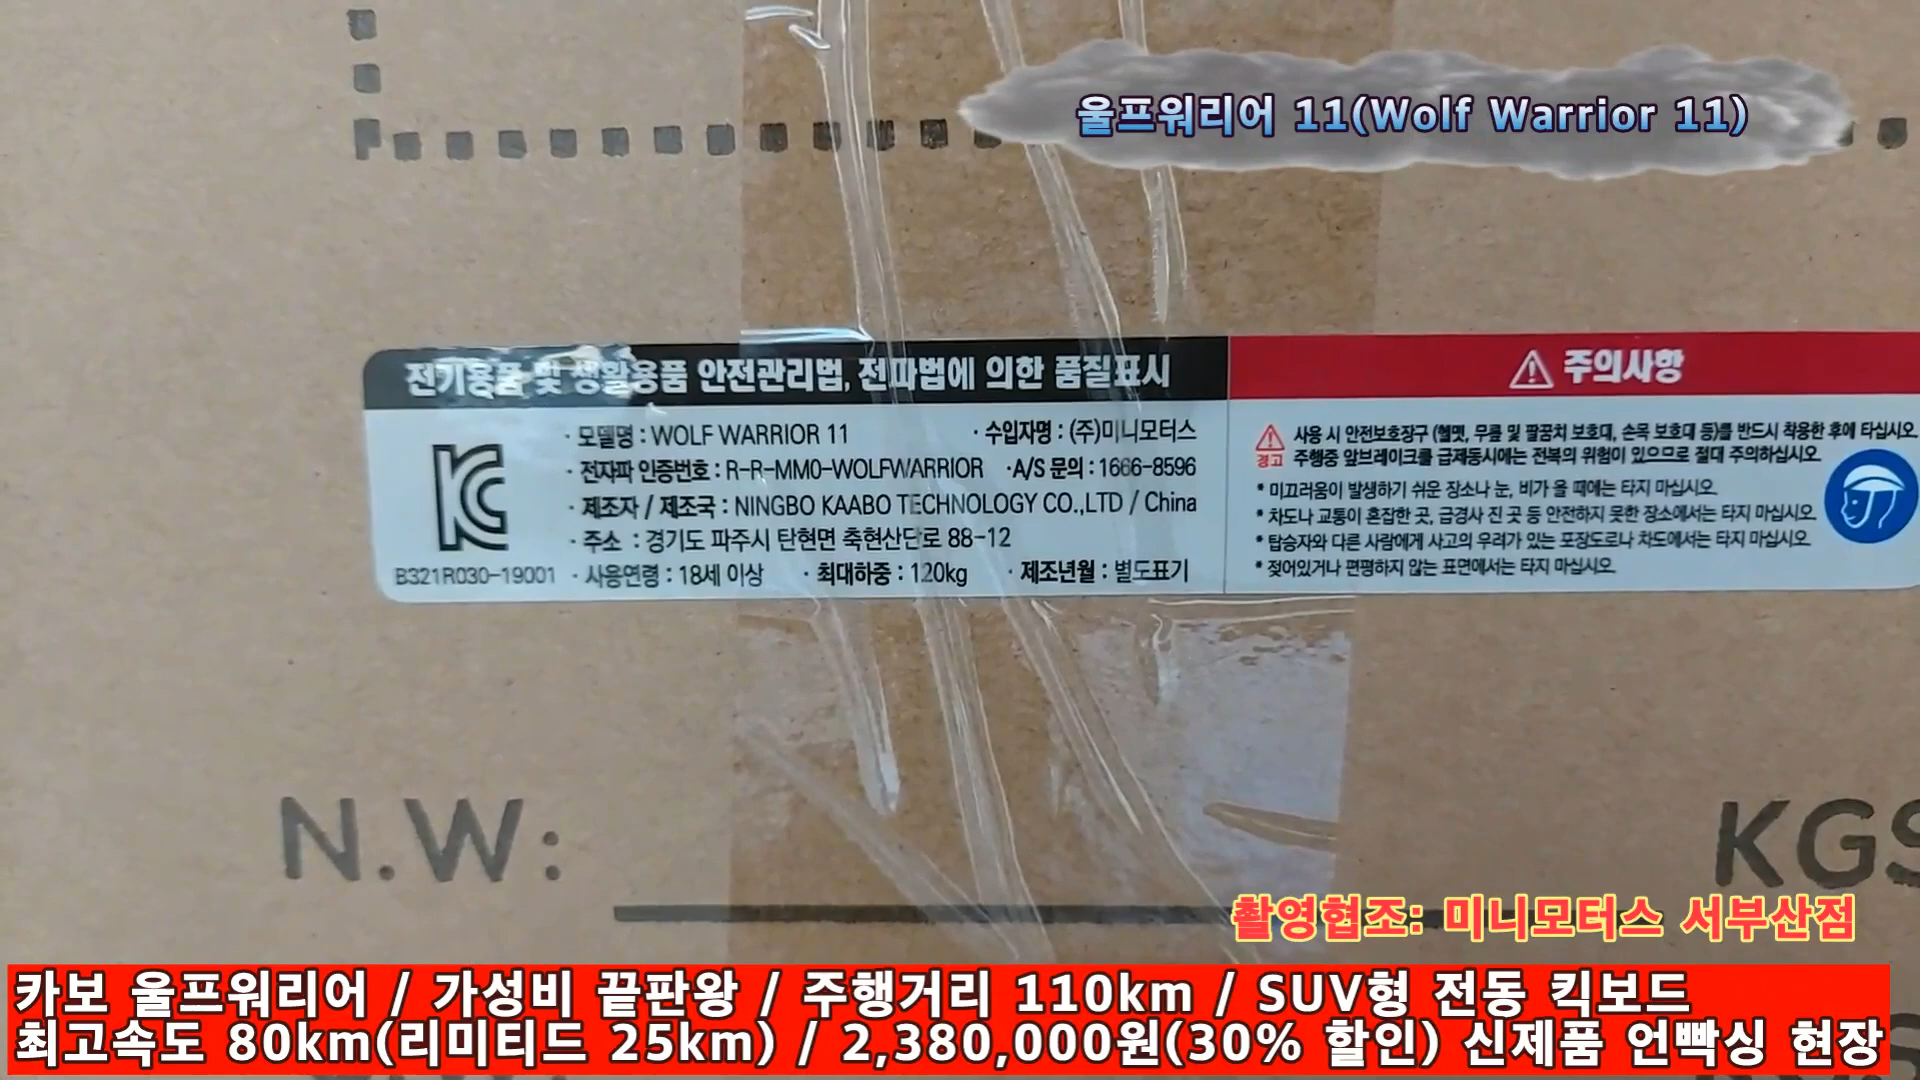 울프워리어 11(Wolf Warrior 11)
전기용품 및 생활용품 안전관리법, 전파법에 의한 품질표시
· 모델명 : WOLF WARRIOR 11 · 수입자명 : (주)미니모터스
· 전자파 인증번호 : R-R-MM0-WOLFWARRIOR · A/S 문의 : 1666-8596
· 제조자 / 제조국 : NINGBO KAABO TECHNOLOGY CO.,LTD / China
· 주소 : 경기도 파주시 탄현면 축현산단로 88-12
B321R030-19001 · 사용연령 : 18세 이상 · 최대하중 : 120kg · 제조년월 : 별도표기
주의사항
경고
사용 시 안전보호장구 (헬멧, 무릎 및 팔꿈치 보호대, 손목 보호대 등)를 반드시 착용한 후에 타십시오.
주행중 앞브레이크를 급제동시에는 전복의 위험이 있으므로 절대 주의하십시오.
* 미끄러움이 발생하기 쉬운 장소나 눈, 비가 올 때에는 타지 마십시오.
* 차도나 교통이 혼잡한 곳, 급경사 진 곳 등 안전하지 못한 장소에서는 타지 마십시오.
* 탑승자와 다른 사람에게 사고의 우려가 있는 포장도로나 차도에서는 타지 마십시오.
* 젖어있거나 편평하지 않는 표면에서는 타지 마십시오.
N.W: KGS
촬영협조: 미니모터스 서부산점
카보 울프워리어 / 가성비 끝판왕 / 주행거리 110km / SUV형 전동 킥보드
최고속도 80km(리미티드 25km) / 2,380,000원(30% 할인) 신제품 언빡싱 현장